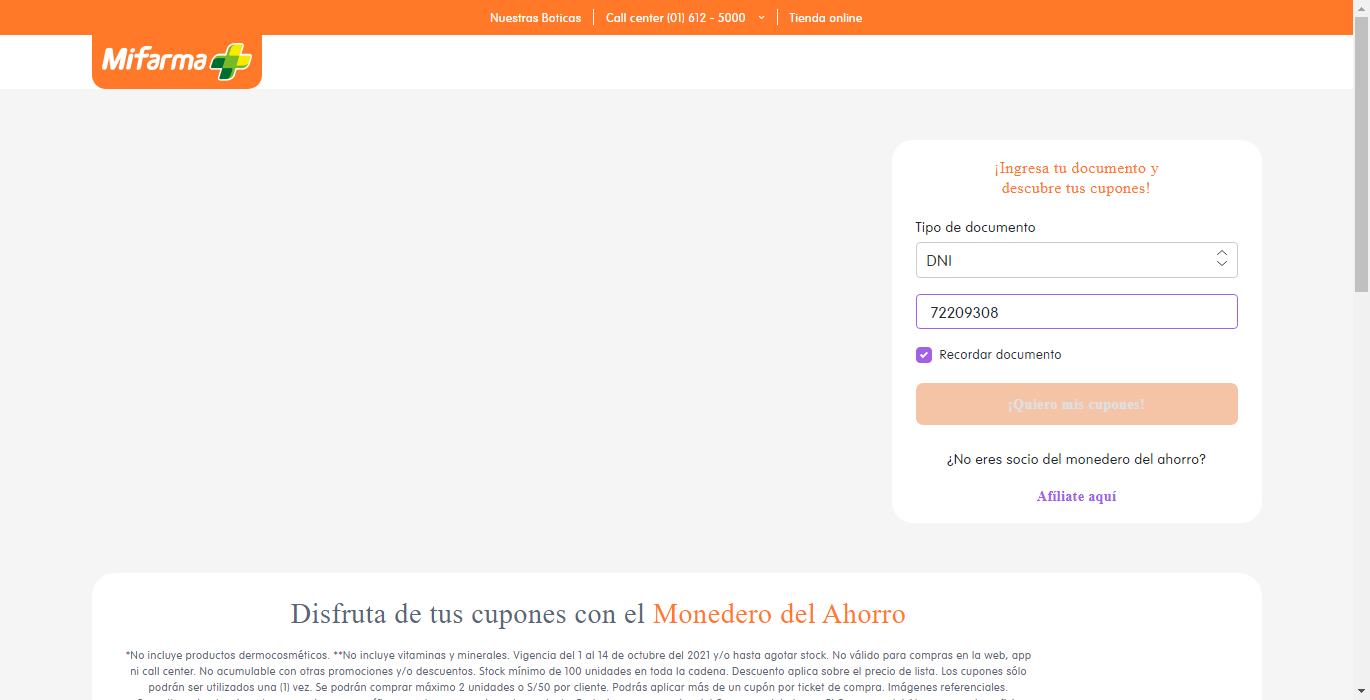 Nuestras Boticas Call center (01) 612 - 5000 Tienda online
Mifarma
¡Ingresa tu documento y
descubre tus cupones!
Tipo de documento
DNI
72209308
Recordar documento
¡Quiero mis cupones!
¿No eres socio del monedero del ahorro?
Afíliate aquí
Disfruta de tus cupones con el Monedero del Ahorro
*No incluye productos dermocosméticos. **No incluye vitaminas y minerales. Vigencia del 1 al 14 de octubre del 2021 y/o hasta agotar stock. No válido para compras en la web, app
ni call center. No acumulable con otras promociones y/o descuentos. Stock mínimo de 100 unidades en toda la cadena. Descuento aplica sobre el precio de lista. Los cupones sólo
podrán ser utilizados una (1) vez. Se podrán comprar máximo 2 unidades o S/50 por cliente. Podrás aplicar más de un cupón por ticket de compra. Imágenes referenciales.